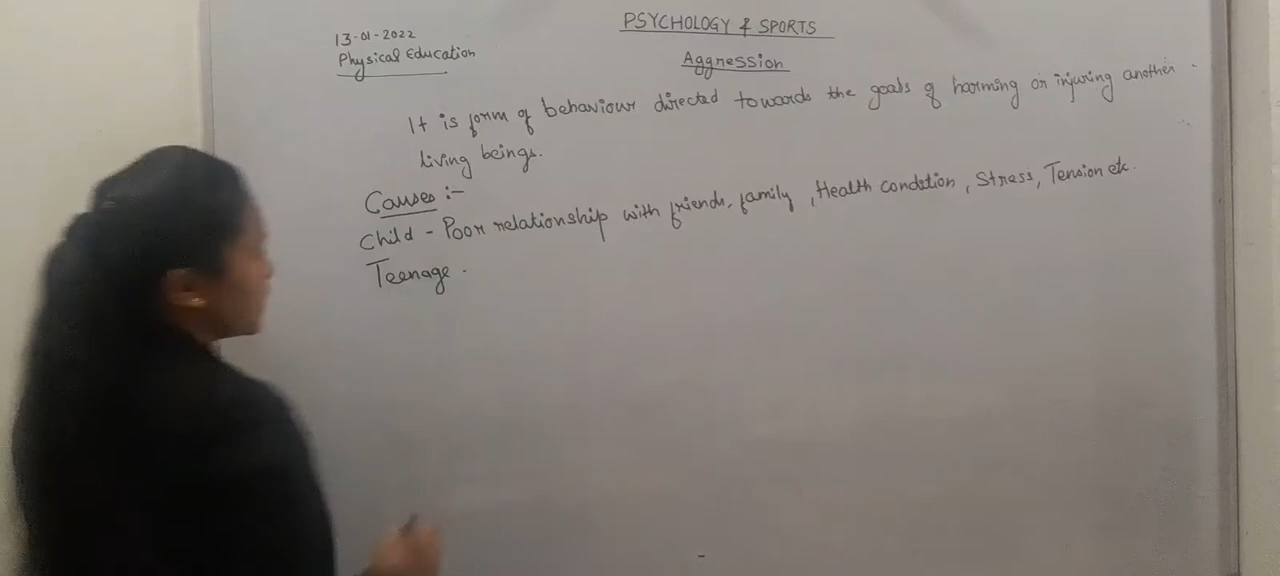 PSYCHOLOGY & SPORTS
13-01-2022
Physical Education
Aggression
It is form of behaviour directed towards the goals of harming or injuring another
living beings.
Causes :-
Child - Poor relationship with friends, family, Health condation, Stress, Tension etc.
Teenage -